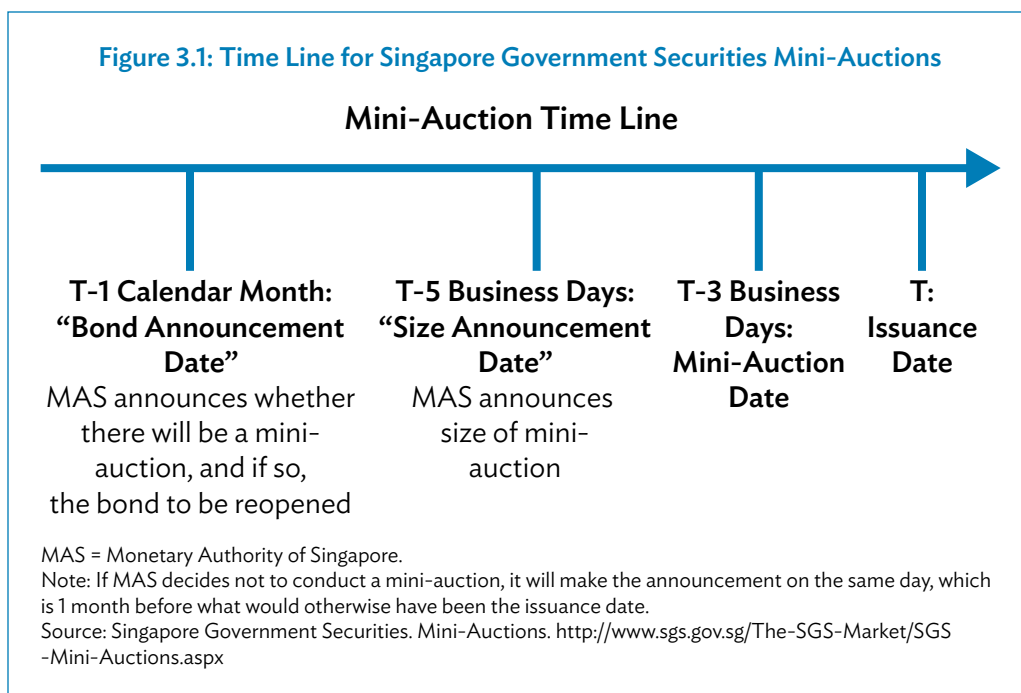 Figure 3.1: Time Line for Singapore Government Securities Mini-Auctions
Mini-Auction Time Line
T-1 Calendar Month:
“Bond Announcement
Date”
MAS announces whether
there will be a mini-
auction, and if so,
the bond to be reopened
T-5 Business Days:
“Size Announcement
Date”
MAS announces
size of mini-
auction
T-3 Business
Days:
Mini-Auction
Date
T:
Issuance
Date
MAS = Monetary Authority of Singapore.
Note: If MAS decides not to conduct a mini-auction, it will make the announcement on the same day, which
is 1 month before what would otherwise have been the issuance date.
Source: Singapore Government Securities. Mini-Auctions. http://www.sgs.gov.sg/The-SGS-Market/SGS
-Mini-Auctions.aspx